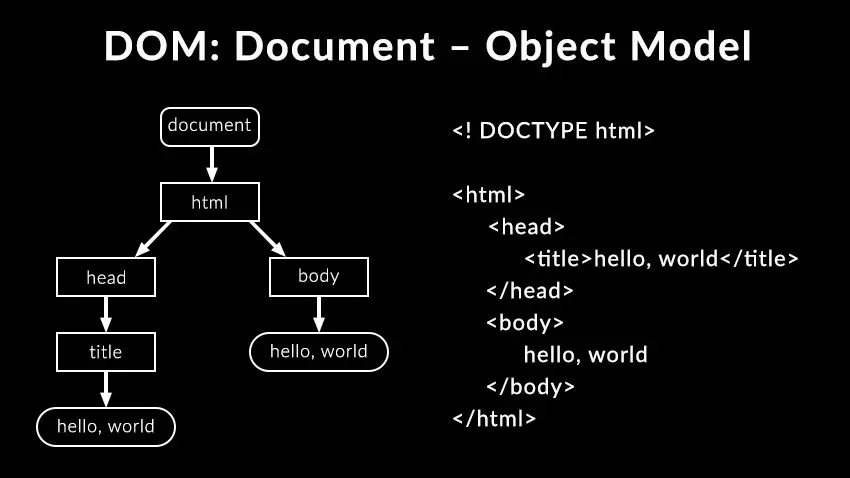 DOM: Document – Object Model
document
html
head
body
title
hello, world
hello, world
<! DOCTYPE html>
<html>
<head>
<title>hello, world</title>
</head>
<body>
hello, world
</body>
</html>